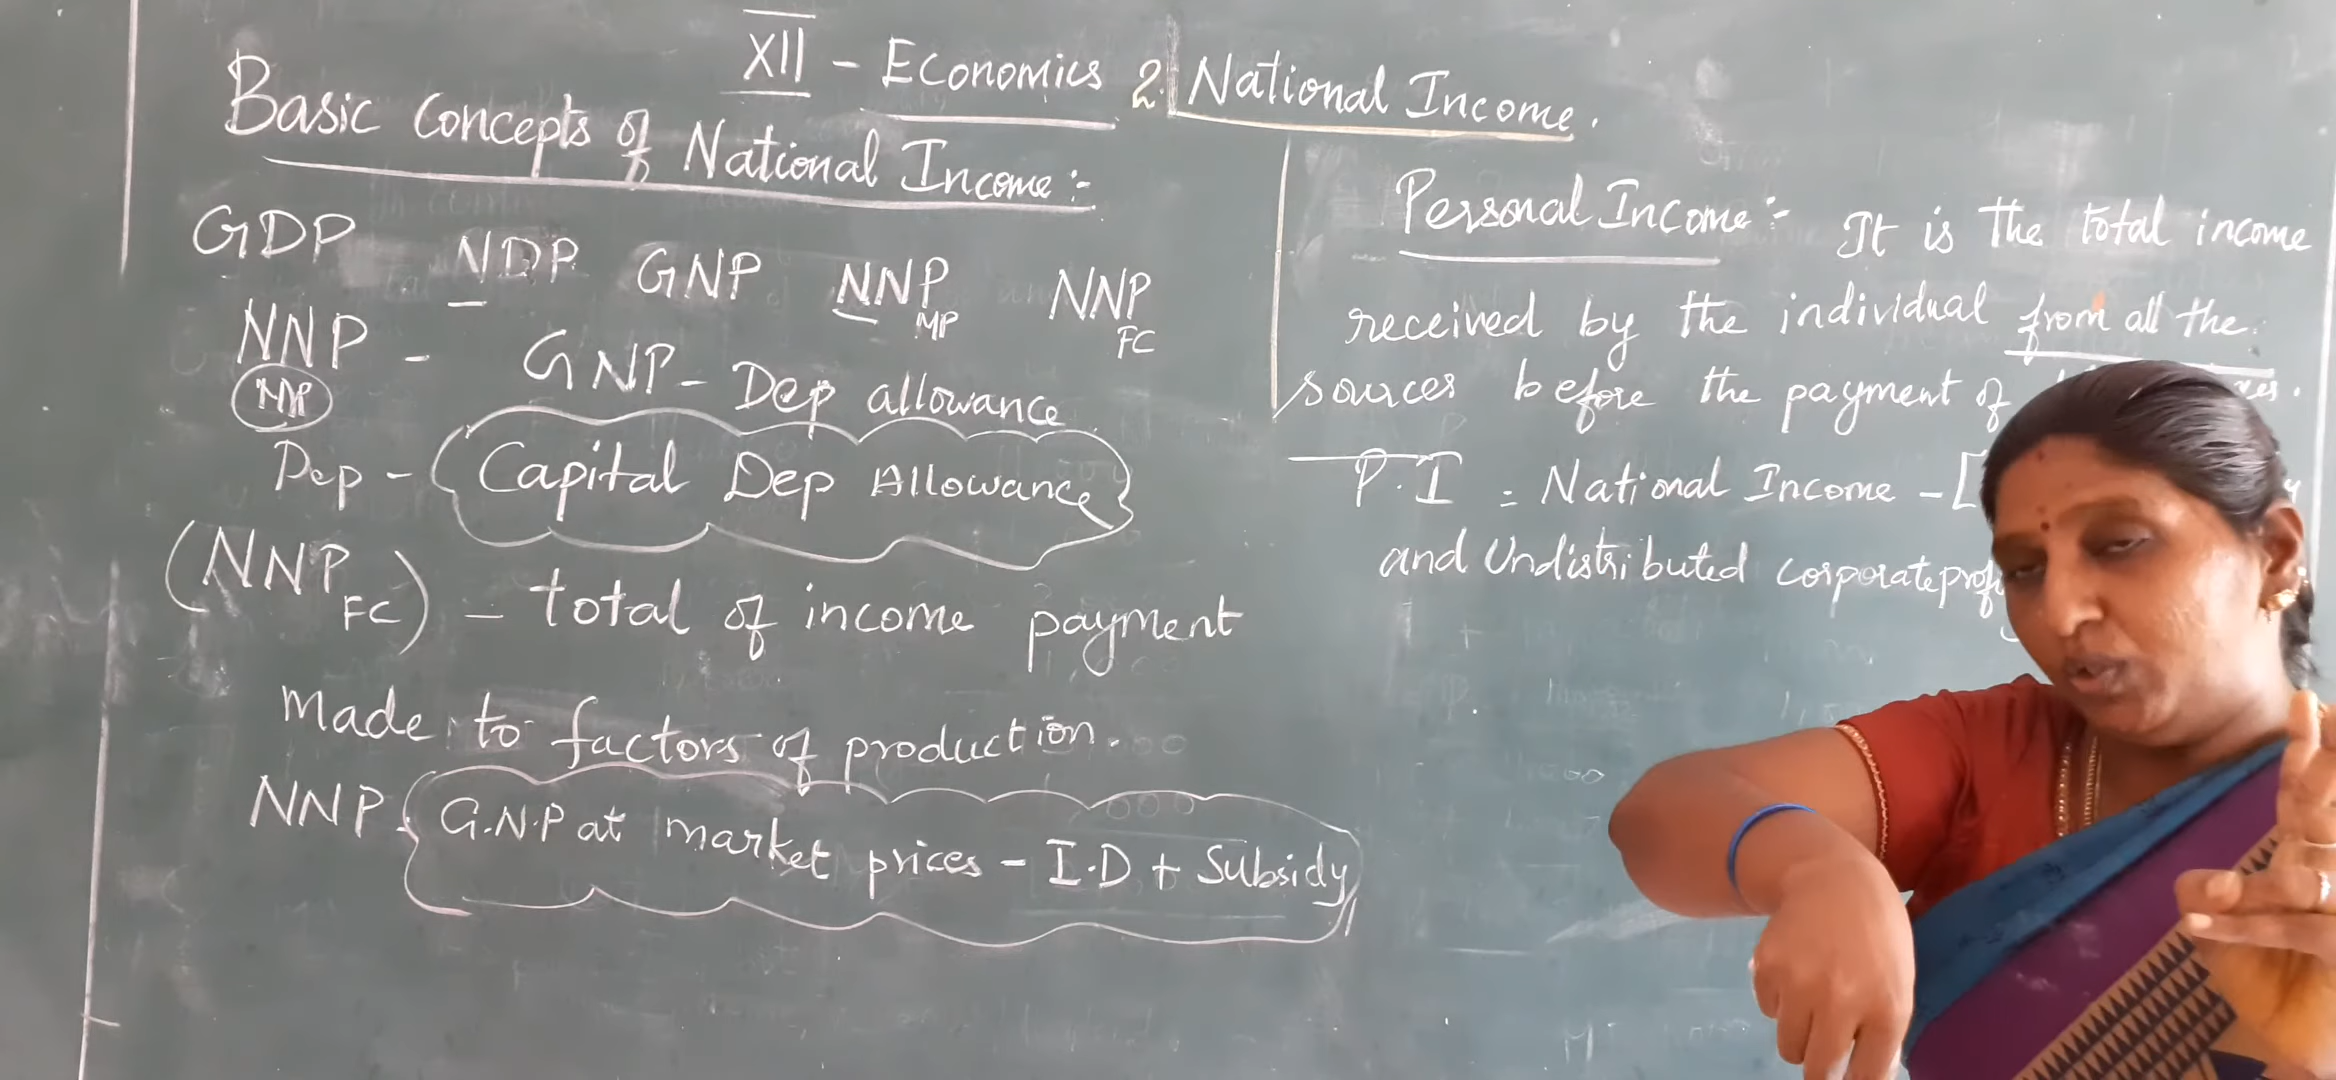 XII - Economics 2. National Income.
Basic Concepts of National Income:-
GDP NDP GNP NNP MP NNP FC
NNP MP - GNP - Dep allowance
Dep - Capital Dep Allowance
(NNP FC) - total of income payment
made to factors of production.
NNP G.N.P at market prices - I.D + Subsidy
Personal Income:- It is the total income
received by the individual from all the
sources before the payment of
P.I = National Income - [
and Undistributed corporate